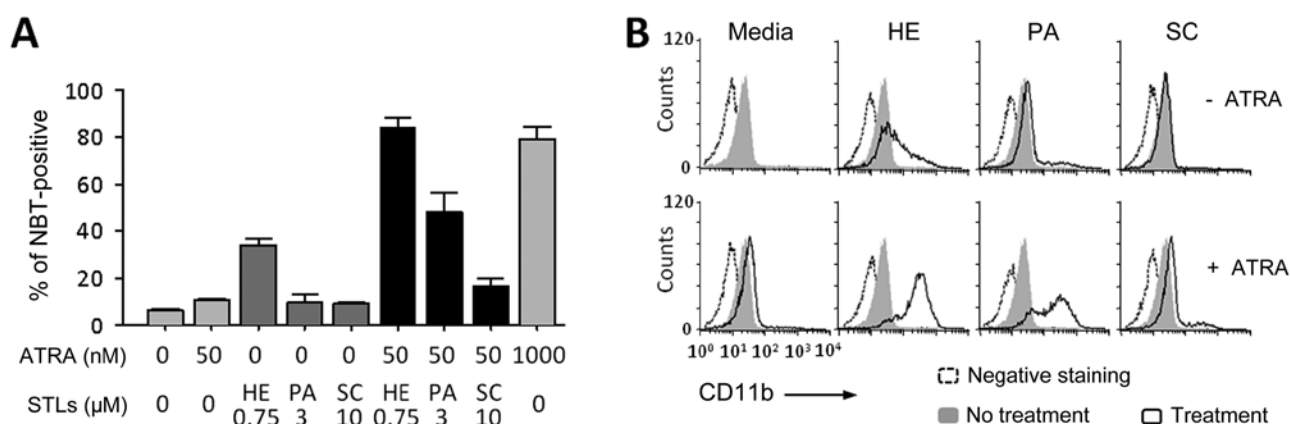 A
% of NBT-positive
100
80
60
40
20
0
ATRA (nM) 0 50 0 0 0 50 50 50 1000
STLs (μM) 0 0 HE 0.75 PA 3 SC 10 HE 0.75 PA 3 SC 10 0
B
Media HE PA SC
120
Counts
0
- ATRA
120
Counts
0
+ ATRA
10⁰ 10¹ 10² 10³ 10⁴
CD11b
Negative staining
No treatment Treatment